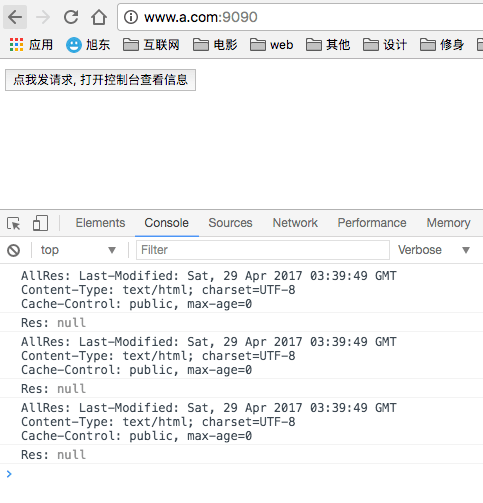 www.a.com:9090
应用 旭东 互联网 电影 web 其他 设计 修身
点我发请求, 打开控制台查看信息
Elements Console Sources Network Performance Memory
top Filter Verbose
AllRes: Last-Modified: Sat, 29 Apr 2017 03:39:49 GMT
Content-Type: text/html; charset=UTF-8
Cache-Control: public, max-age=0
Res: null
AllRes: Last-Modified: Sat, 29 Apr 2017 03:39:49 GMT
Content-Type: text/html; charset=UTF-8
Cache-Control: public, max-age=0
Res: null
AllRes: Last-Modified: Sat, 29 Apr 2017 03:39:49 GMT
Content-Type: text/html; charset=UTF-8
Cache-Control: public, max-age=0
Res: null